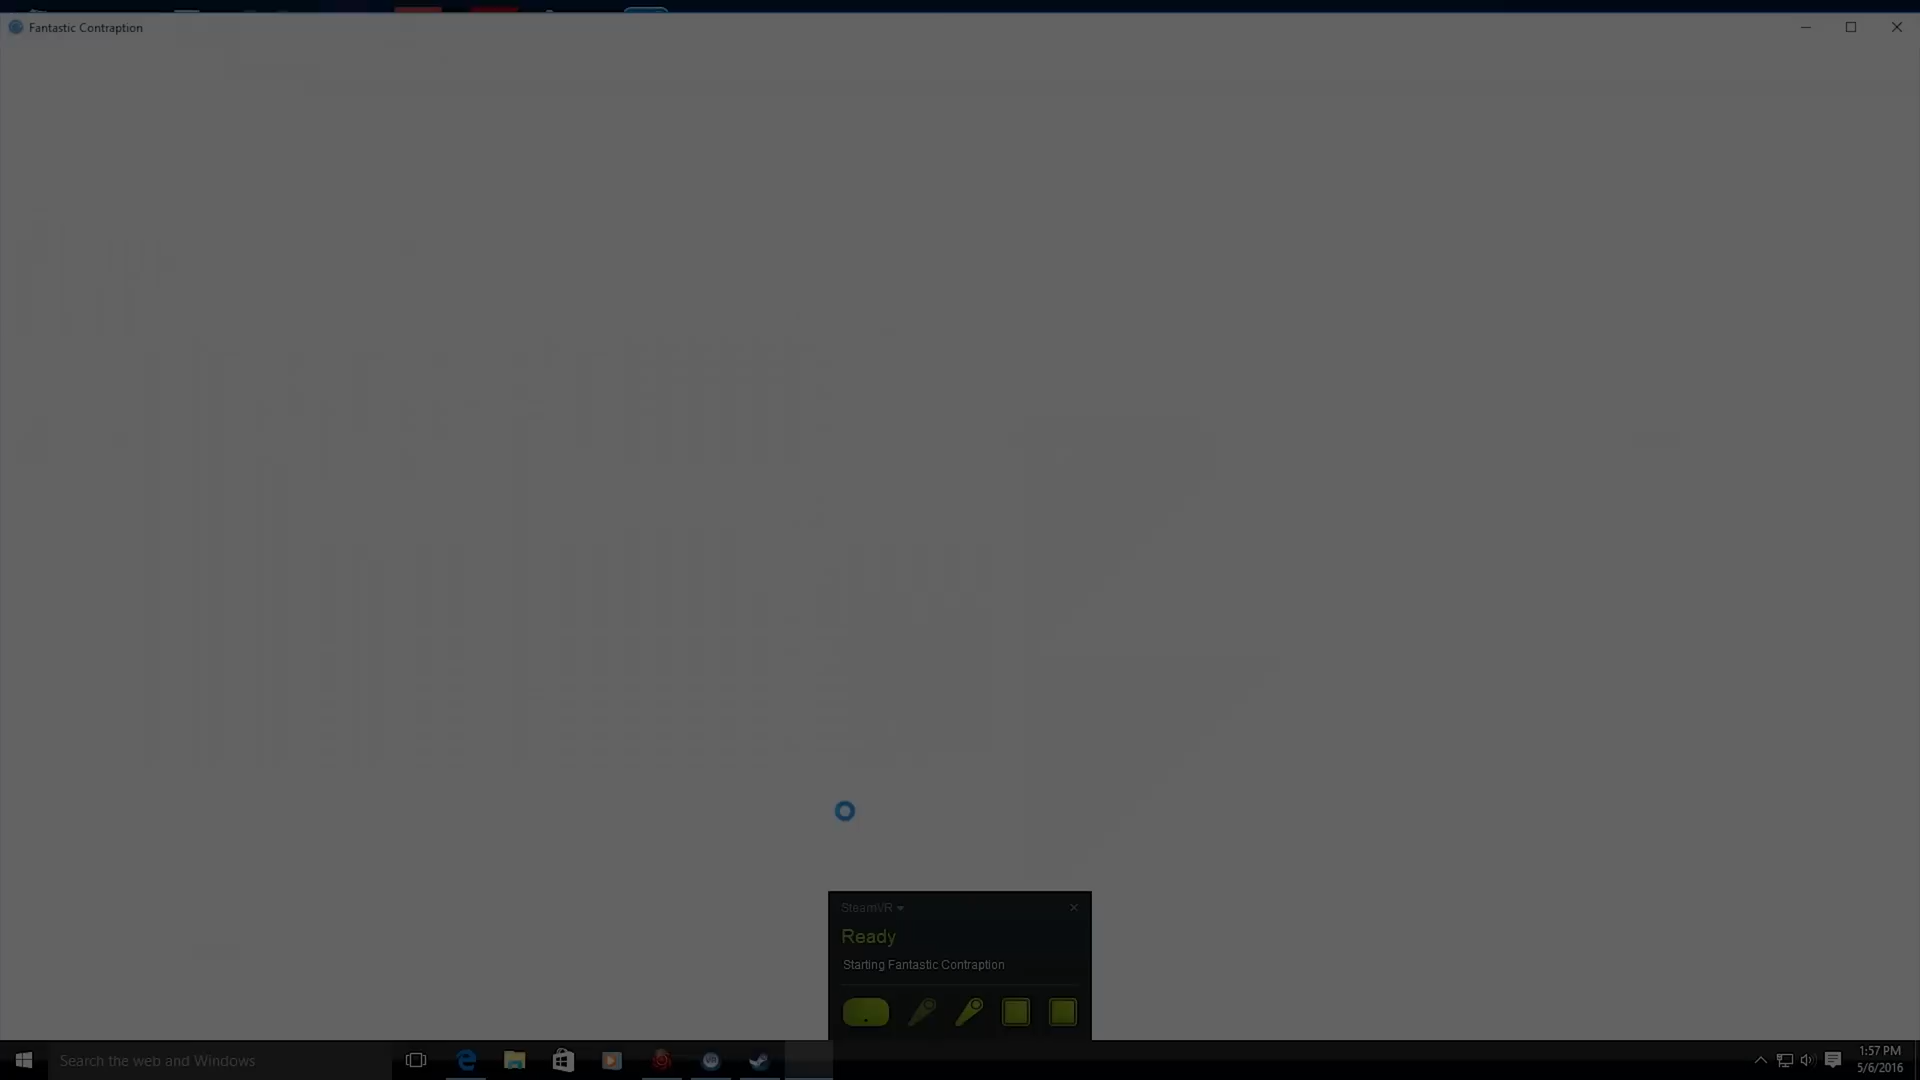 Fantastic Contraption
SteamVR
Ready
Starting Fantastic Contraption
Search the web and Windows
1:57 PM
5/6/2016